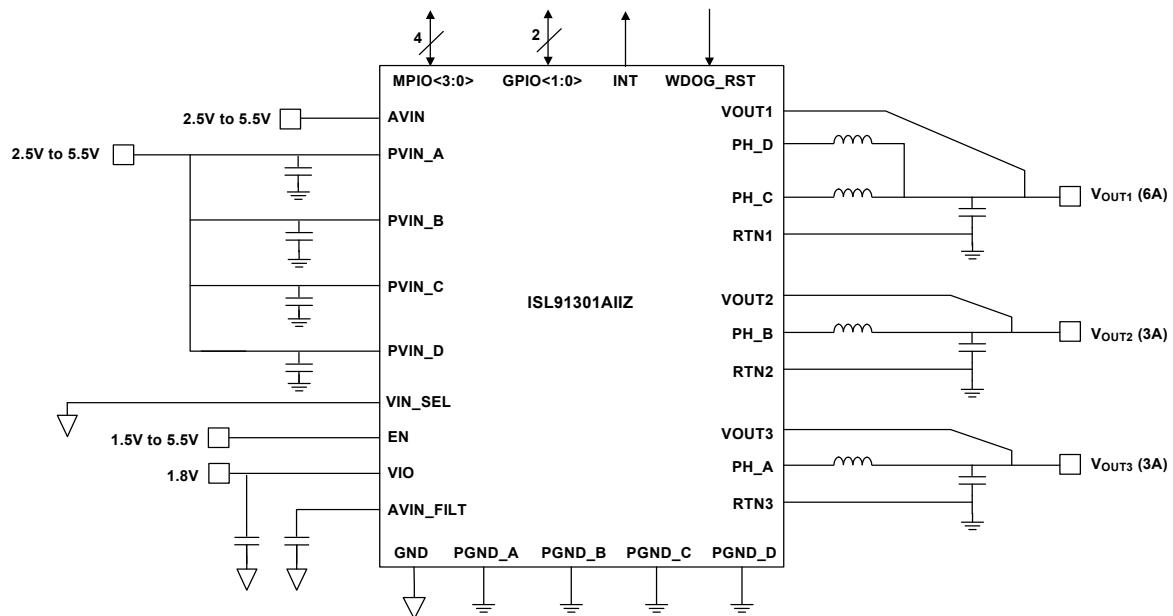 4
2
MPIO<3:0>
GPIO<1:0>
INT
WDOG_RST
2.5V to 5.5V
AVIN
2.5V to 5.5V
PVIN_A
PVIN_B
PVIN_C
PVIN_D
VIN_SEL
1.5V to 5.5V
EN
1.8V
VIO
AVIN_FILT
ISL91301AIIZ
VOUT1
PH_D
PH_C
RTN1
VOUT1 (6A)
VOUT2
PH_B
RTN2
VOUT2 (3A)
VOUT3
PH_A
RTN3
VOUT3 (3A)
GND
PGND_A
PGND_B
PGND_C
PGND_D